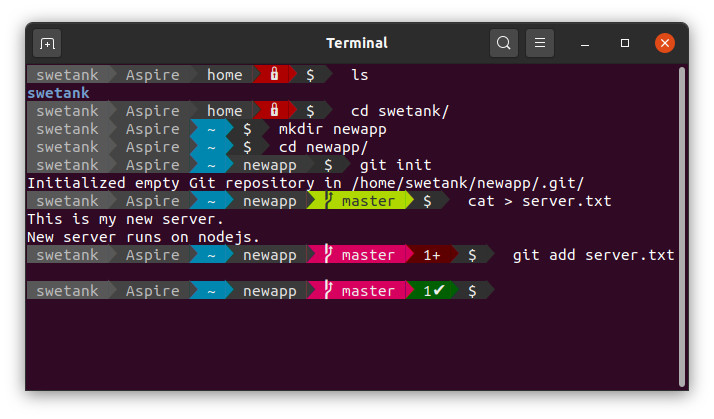 Terminal
swetank Aspire home $ ls
swetank
swetank Aspire home $ cd swetank/
swetank Aspire ~ $ mkdir newapp
swetank Aspire ~ $ cd newapp/
swetank Aspire ~ newapp $ git init
Initialized empty Git repository in /home/swetank/newapp/.git/
swetank Aspire ~ newapp master $ cat > server.txt
This is my new server.
New server runs on nodejs.
swetank Aspire ~ newapp master 1+ $ git add server.txt
swetank Aspire ~ newapp master 1✔ $